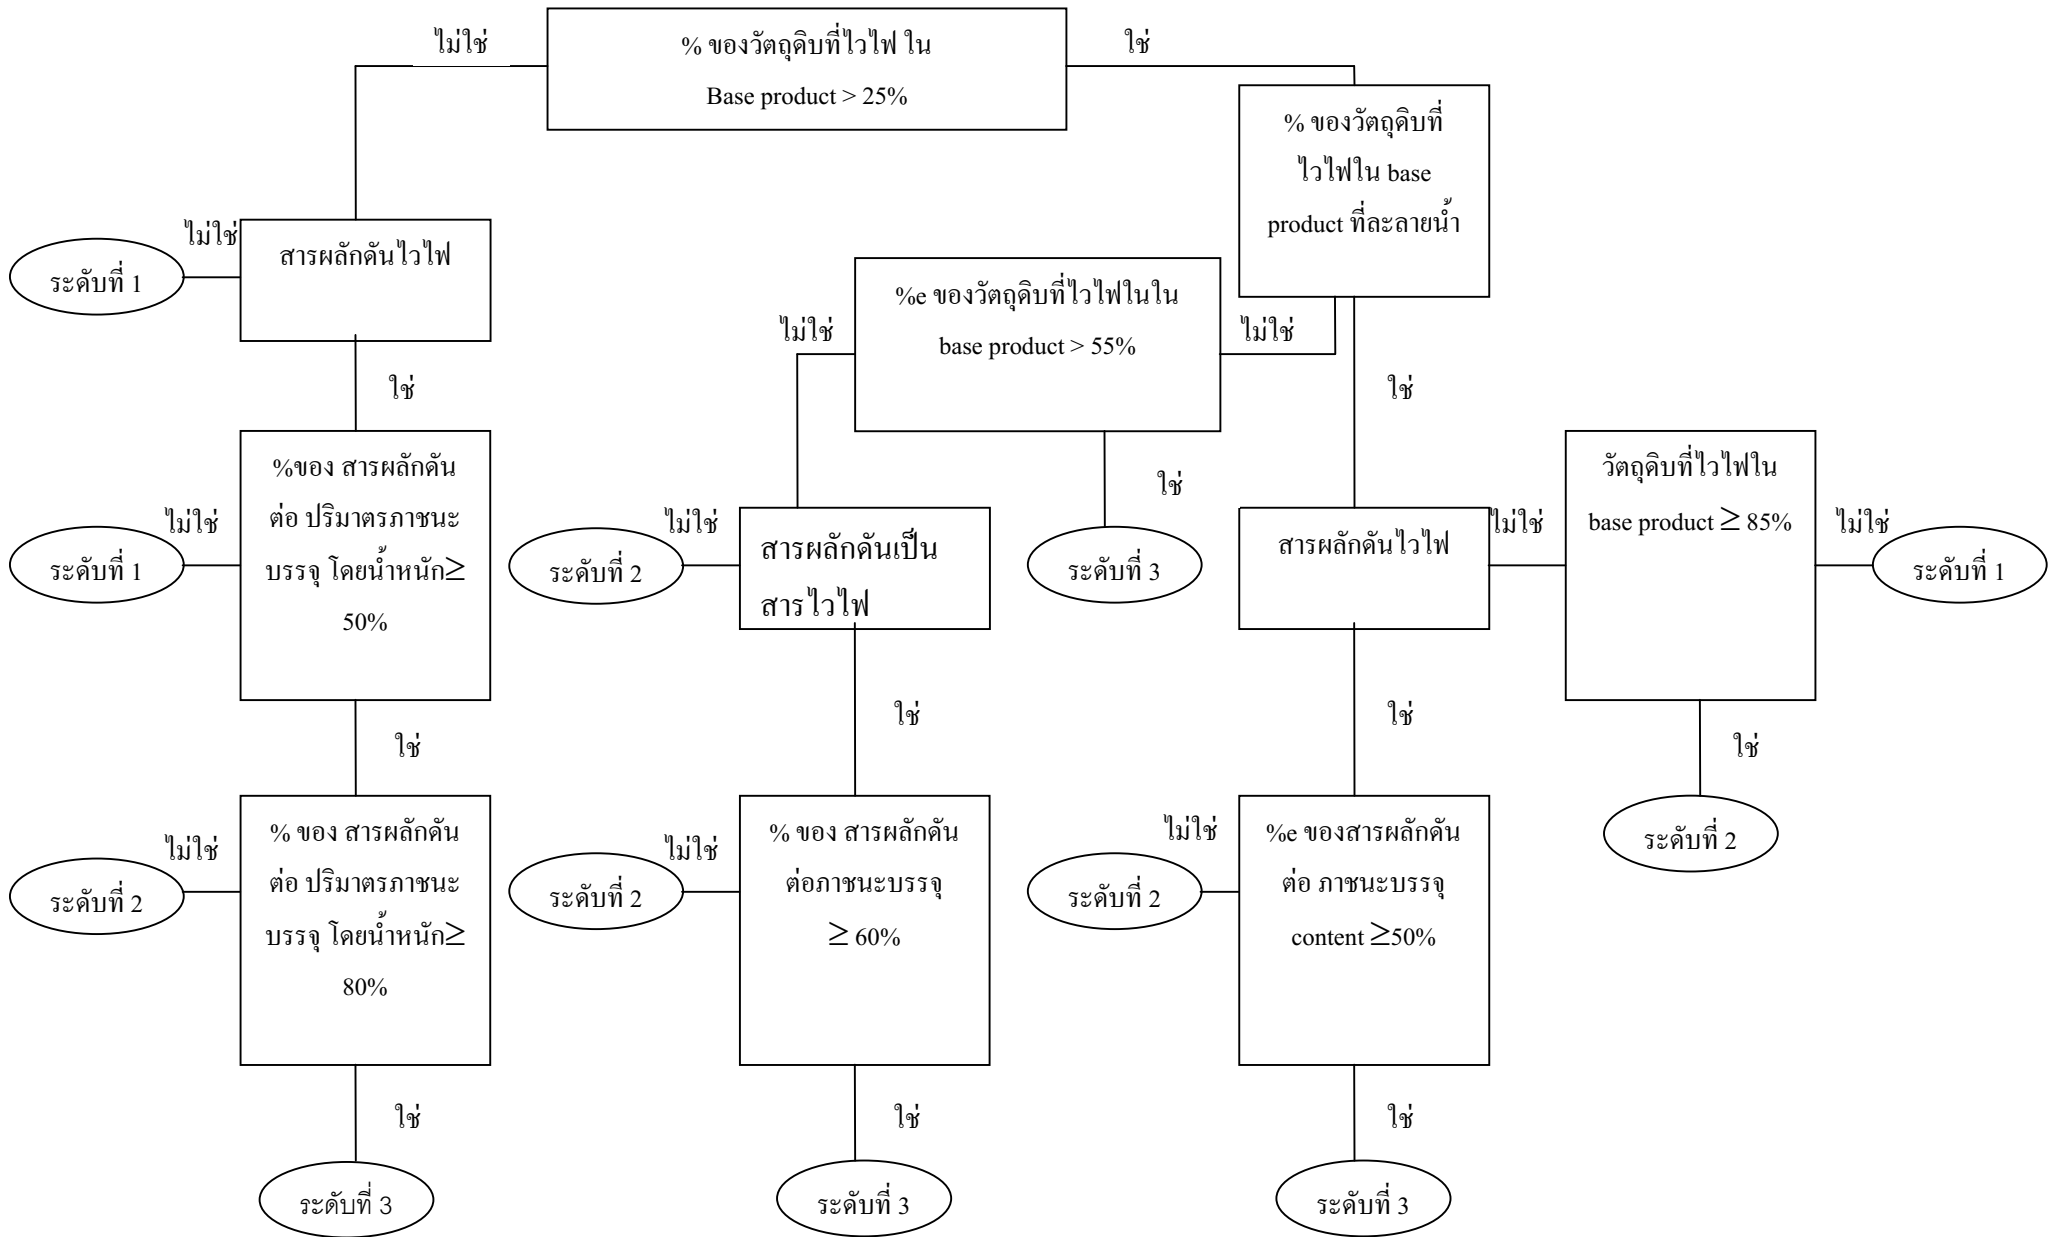 ไม่ใช่
% ของวัตถุดิบที่ไวไฟ ใน
Base product > 25%
ใช่
% ของวัตถุดิบที่
ไวไฟใน base
product ที่ละลายน้ำ
ไม่ใช่
สารผลักดันไวไฟ
ระดับที่ 1
%e ของวัตถุดิบที่ไวไฟในใน
base product > 55%
ไม่ใช่
ไม่ใช่
ใช่
ใช่
%ของ สารผลักดัน
ต่อ ปริมาตรภาชนะ
บรรจุ โดยน้ำหนัก≥
50%
ไม่ใช่
ระดับที่ 1
ใช่
ไม่ใช่
ระดับที่ 2
สารผลักดันเป็น
สารไวไฟ
ระดับที่ 3
สารผลักดันไวไฟ
ไม่ใช่
วัตถุดิบที่ไวไฟใน
base product ≥ 85%
ไม่ใช่
ระดับที่ 1
ใช่
ใช่
ใช่
ใช่
ไม่ใช่
ระดับที่ 2
% ของ สารผลักดัน
ต่อ ปริมาตรภาชนะ
บรรจุ โดยน้ำหนัก≥
80%
ไม่ใช่
ระดับที่ 2
% ของ สารผลักดัน
ต่อภาชนะบรรจุ
≥ 60%
ไม่ใช่
ระดับที่ 2
%e ของสารผลักดัน
ต่อ ภาชนะบรรจุ
content ≥50%
ระดับที่ 2
ใช่
ใช่
ใช่
ระดับที่ 3
ระดับที่ 3
ระดับที่ 3